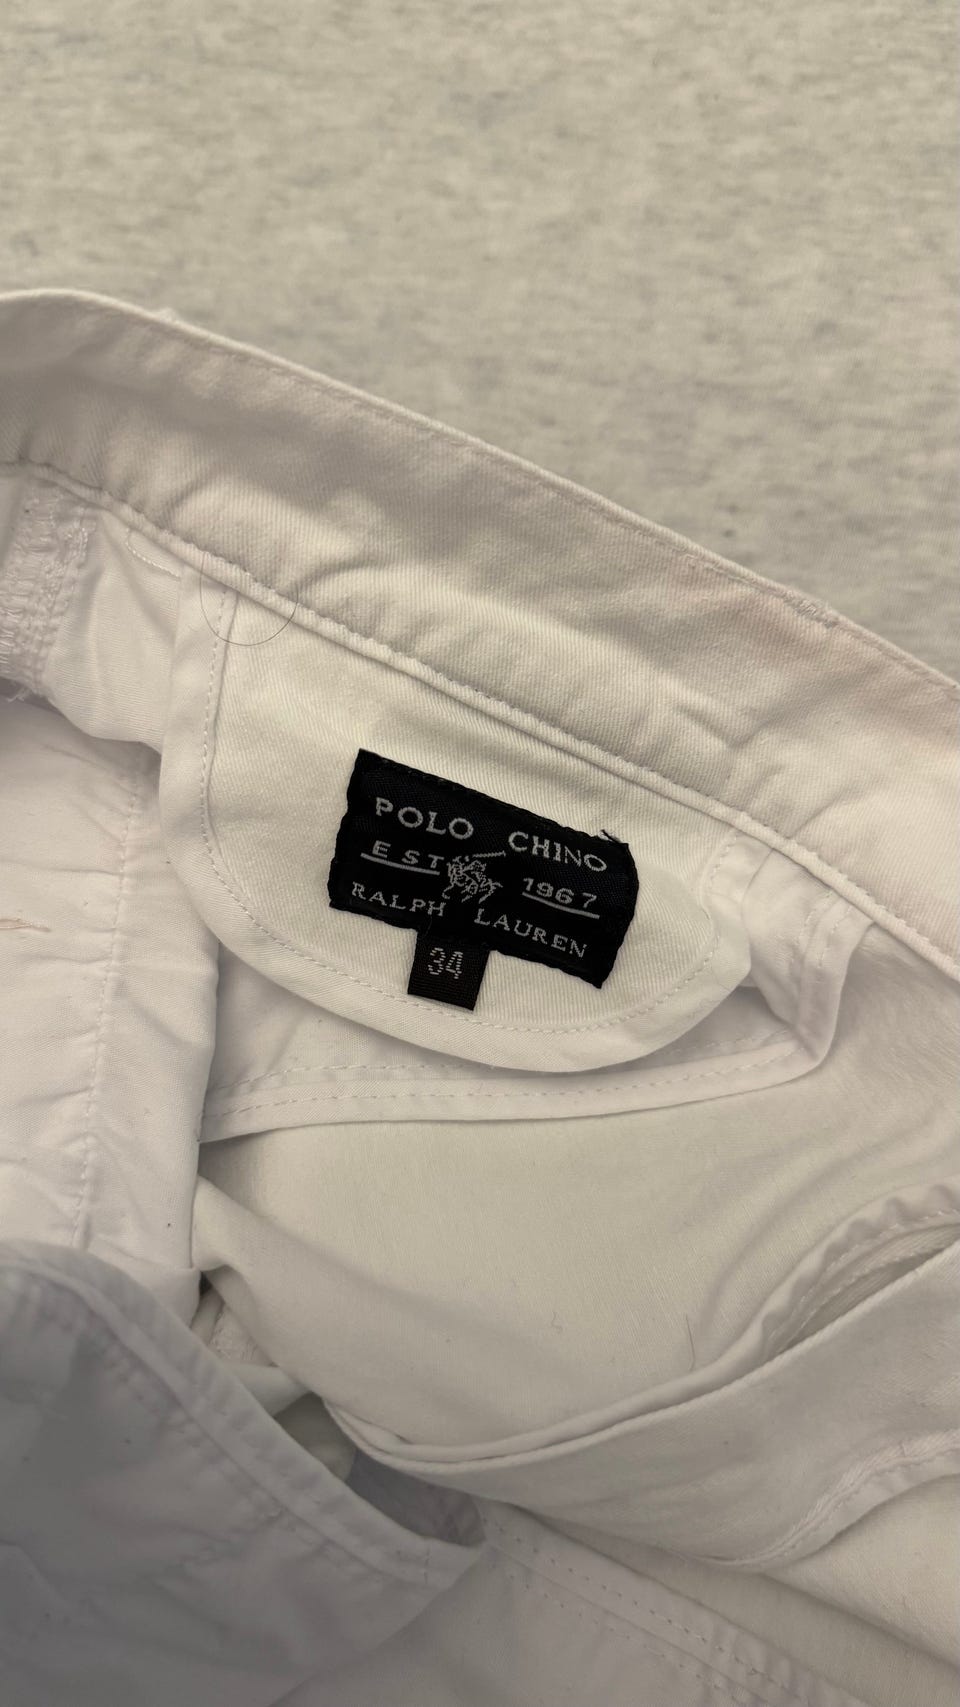 POLO CHINO
EST 1967
RALPH LAUREN
34